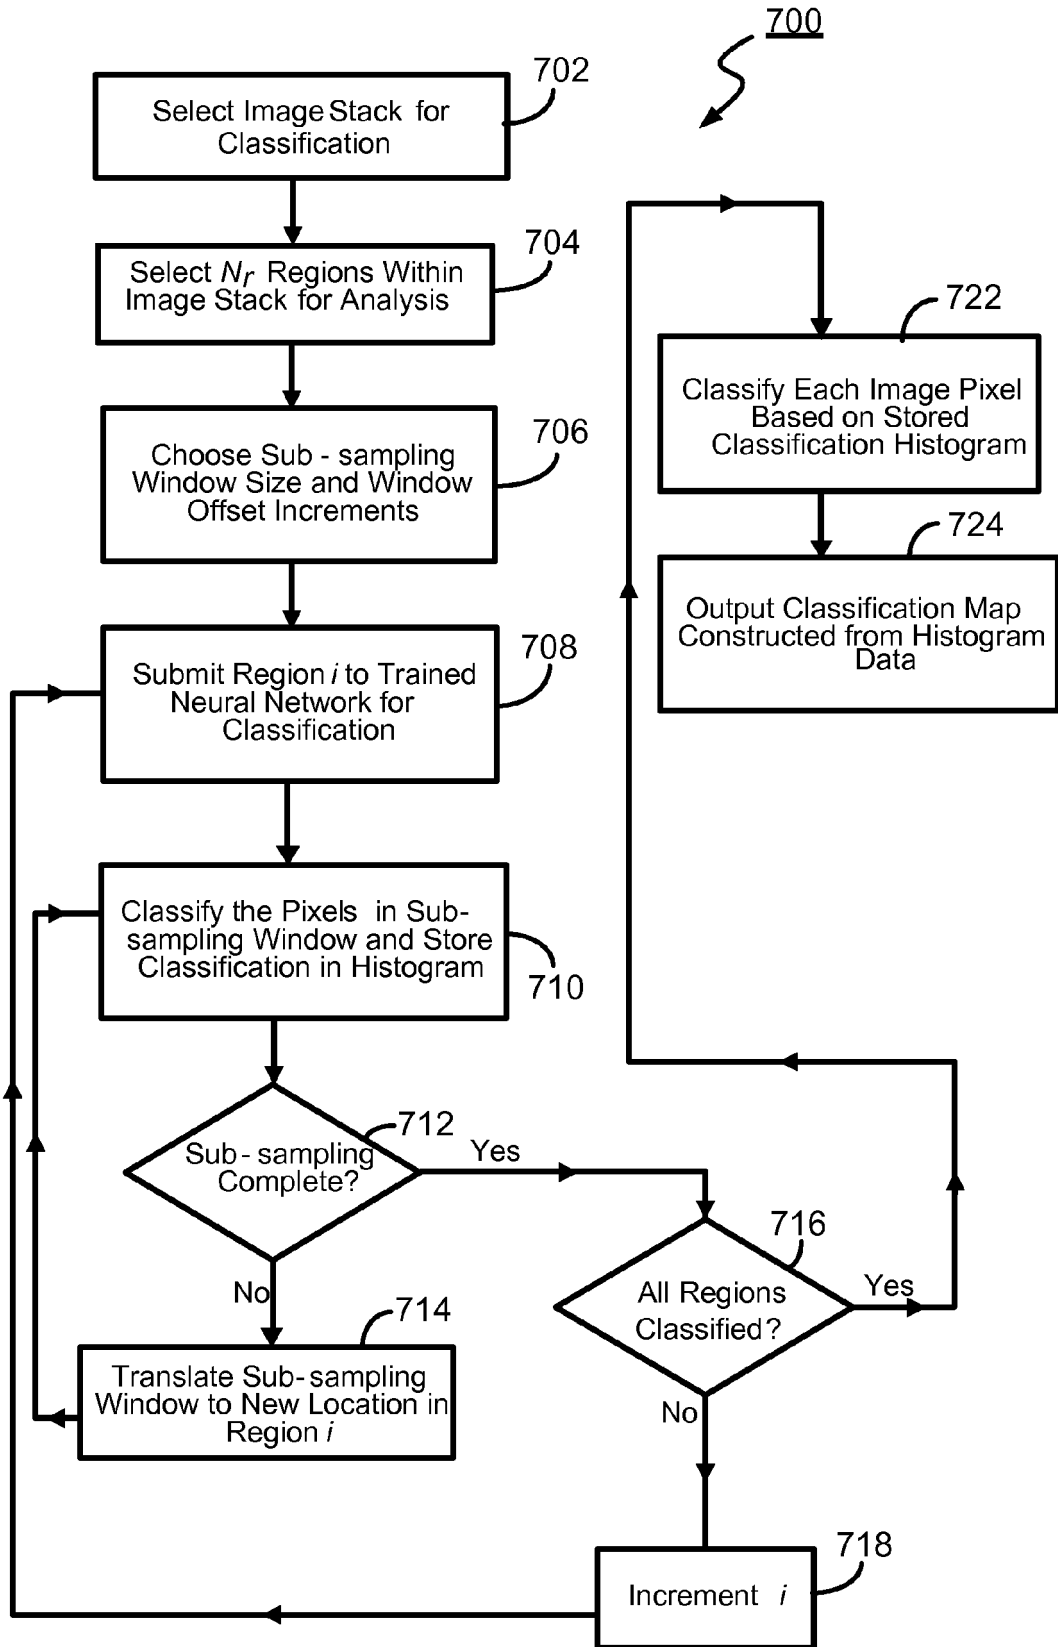 700
702
Select Image Stack for
Classification
704
Select Nr Regions Within
Image Stack for Analysis
706
Choose Sub - sampling
Window Size and Window
Offset Increments
708
Submit Region i to Trained
Neural Network for
Classification
Classify the Pixels in Sub-
sampling Window and Store
Classification in Histogram
710
712
Sub - sampling
Complete?
Yes
No
714
Translate Sub-sampling
Window to New Location in
Region i
716
All Regions
Classified?
Yes
No
718
Increment i
722
Classify Each Image Pixel
Based on Stored
Classification Histogram
724
Output Classification Map
Constructed from Histogram
Data